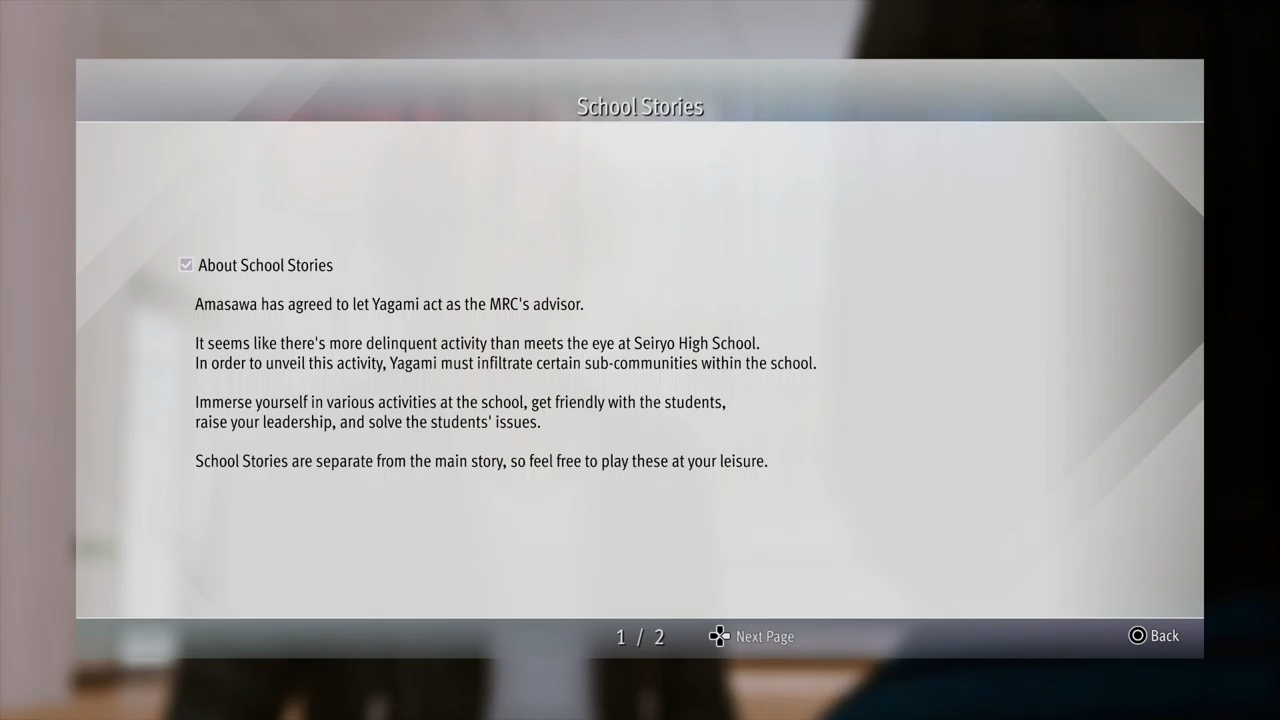 School Stories
About School Stories
Amasawa has agreed to let Yagami act as the MRC's advisor.
It seems like there's more delinquent activity than meets the eye at Seiryo High School.
In order to unveil this activity, Yagami must infiltrate certain sub-communities within the school.
Immerse yourself in various activities at the school, get friendly with the students,
raise your leadership, and solve the students' issues.
School Stories are separate from the main story, so feel free to play these at your leisure.
1 / 2 Next Page Back